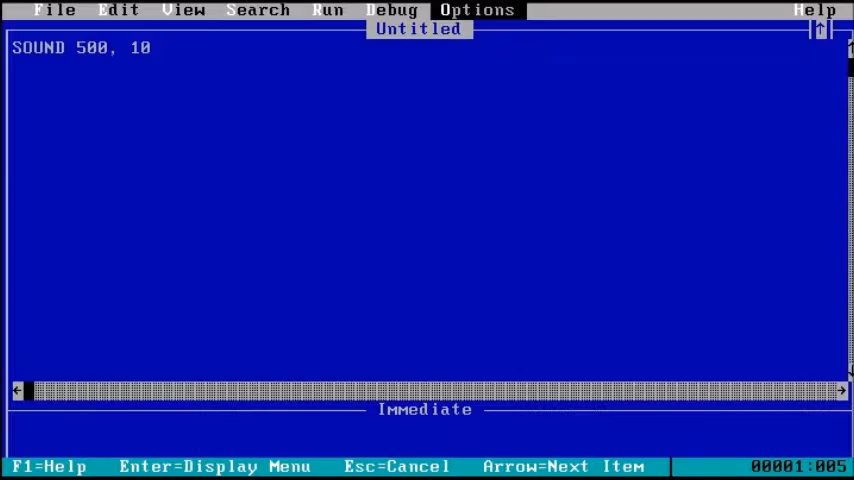 File Edit View Search Run Debug Options Help
Untitled
↑
SOUND 500, 10
Immediate
F1=Help Enter=Display Menu Esc=Cancel Arrow=Next Item 00001:005